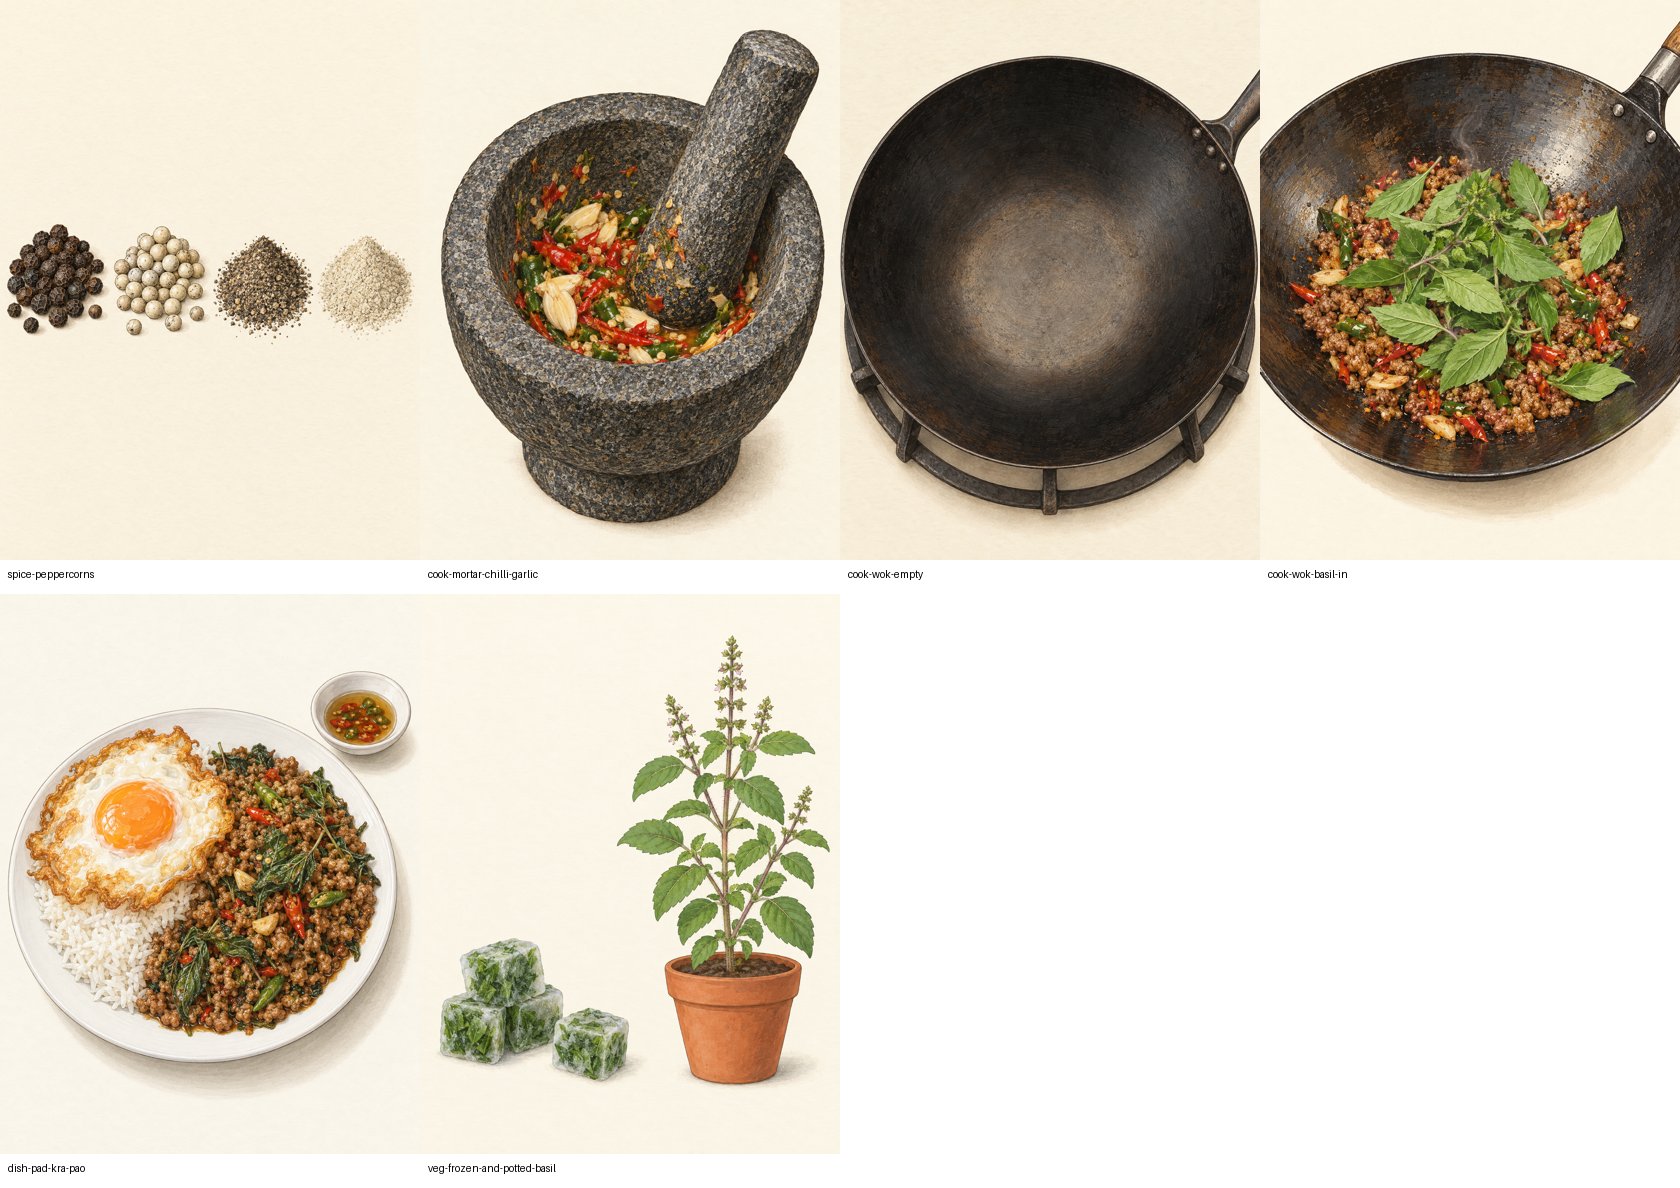 spice-peppercorns
cook-mortar-chilli-garlic
cook-wok-empty
cook-wok-basil-in
dish-pad-kra-pao
veg-frozen-and-potted-basil